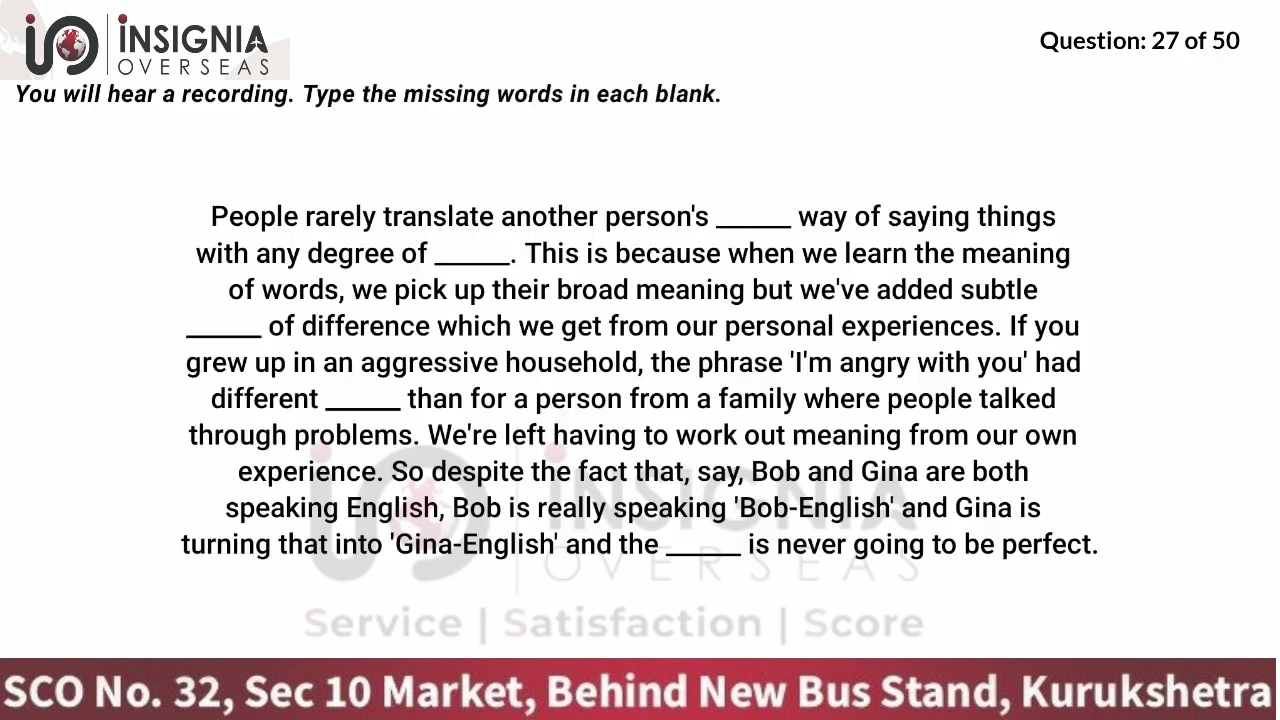 INSIGNIA
OVERSEAS
Question: 27 of 50
You will hear a recording. Type the missing words in each blank.
People rarely translate another person's ______ way of saying things
with any degree of ______. This is because when we learn the meaning
of words, we pick up their broad meaning but we've added subtle
______ of difference which we get from our personal experiences. If you
grew up in an aggressive household, the phrase 'I'm angry with you' had
different ______ than for a person from a family where people talked
through problems. We're left having to work out meaning from our own
experience. So despite the fact that, say, Bob and Gina are both
speaking English, Bob is really speaking 'Bob-English' and Gina is
turning that into 'Gina-English' and the ______ is never going to be perfect.
INSIGNIA
OVERSEAS
Service | Satisfaction | Score
SCO No. 32, Sec 10 Market, Behind New Bus Stand, Kurukshetra